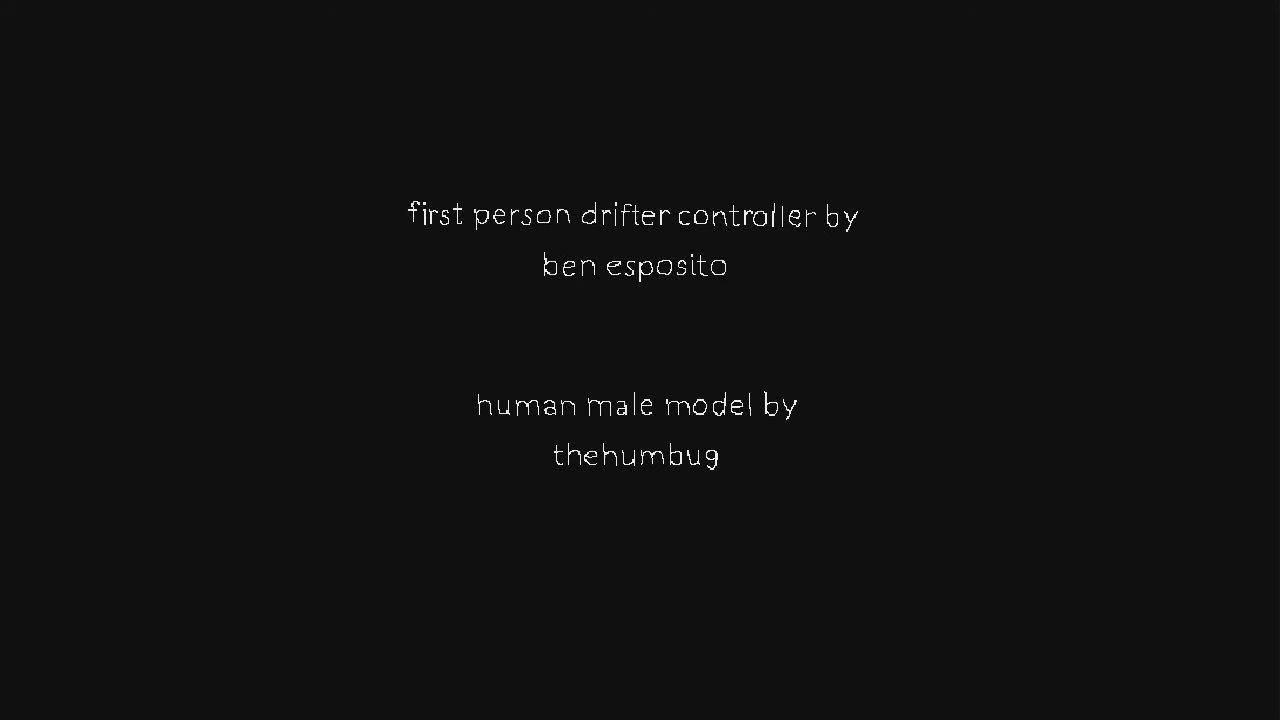 first person drifter controller by
ben esposito
human male model by
thehumbug